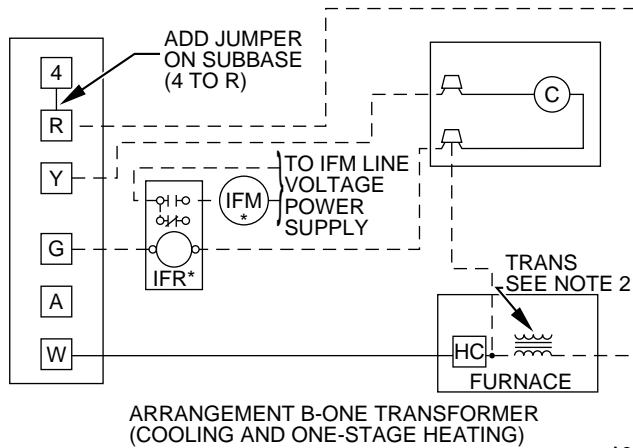 ADD JUMPER
ON SUBBASE
(4 TO R)
4
R
Y
G
A
W
C
TO IFM LINE
VOLTAGE
POWER
SUPPLY
IFM
*
IFR*
TRANS
SEE NOTE 2
HC
FURNACE
ARRANGEMENT B-ONE TRANSFORMER
(COOLING AND ONE-STAGE HEATING)